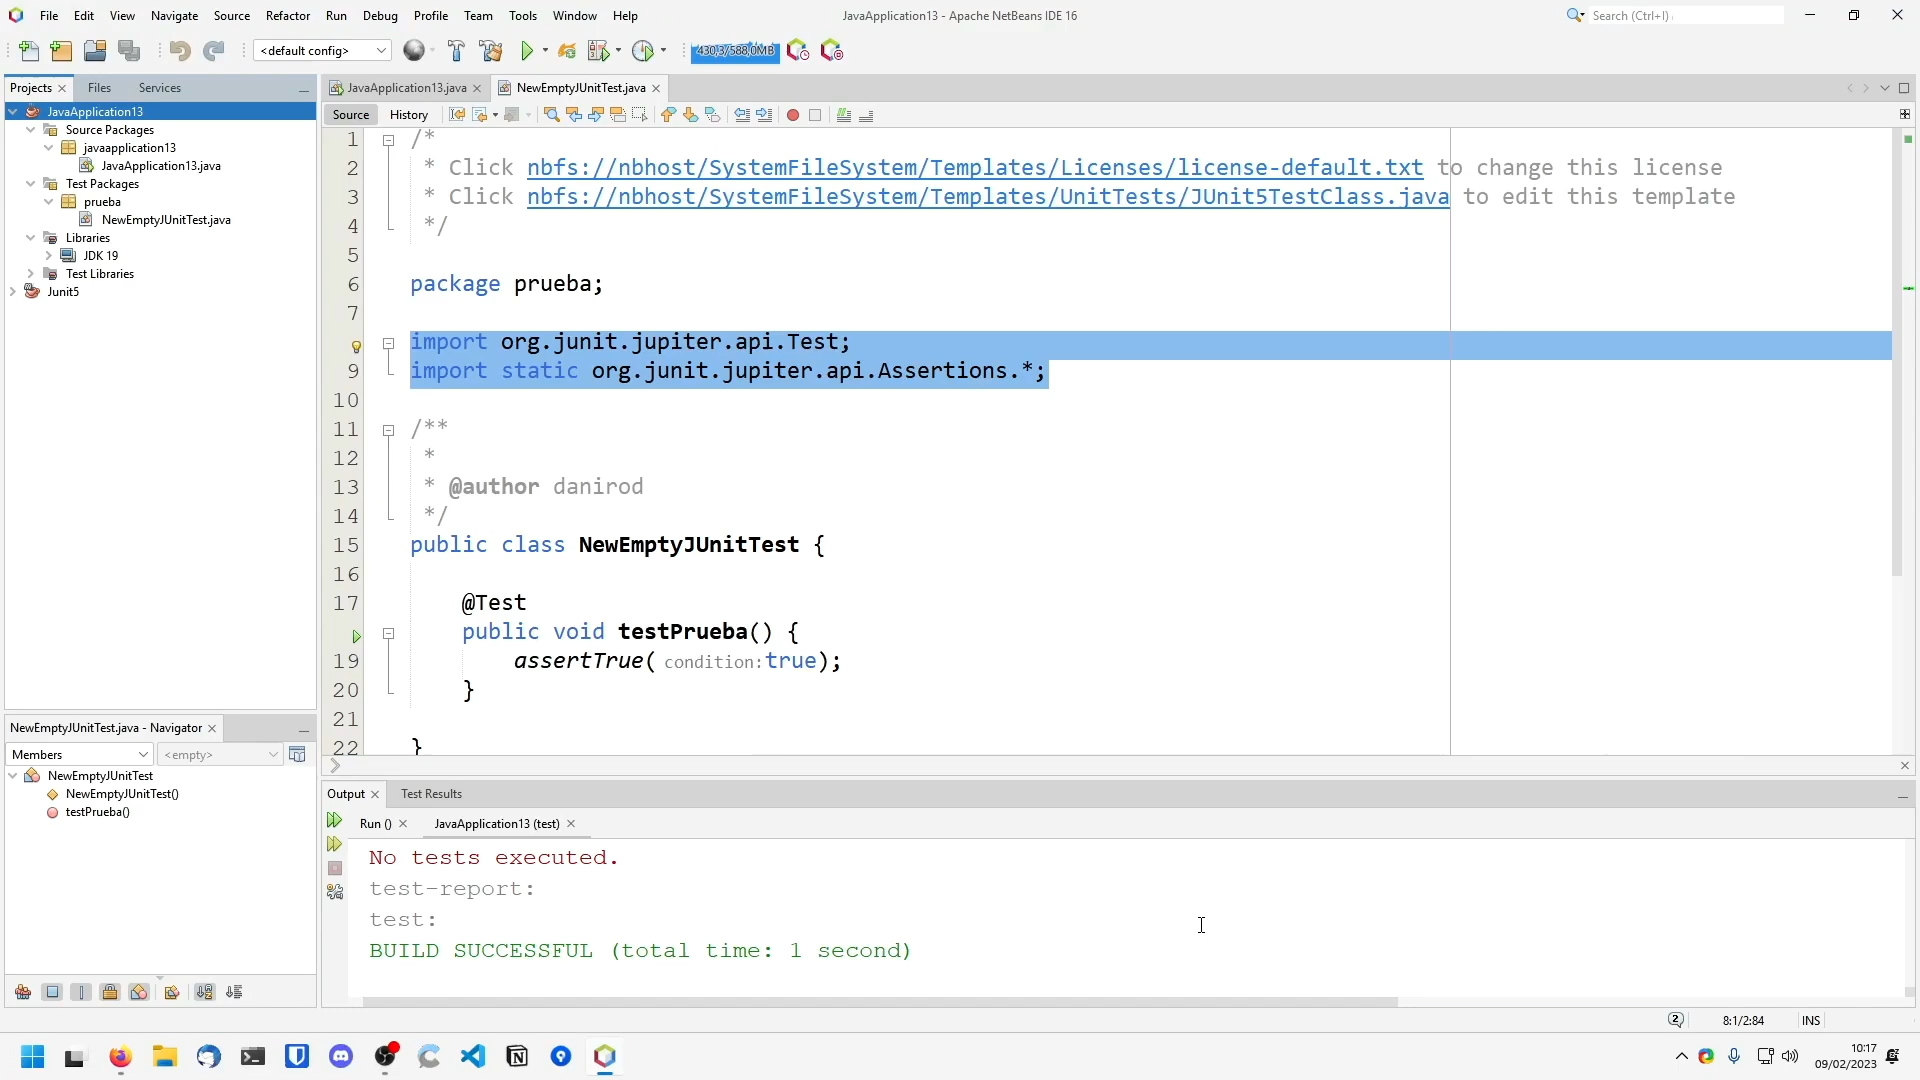 File Edit View Navigate Source Refactor Run Debug Profile Team Tools Window Help
JavaApplication13 - Apache NetBeans IDE 16
Search (Ctrl+I)
<default config>
430,3/588,0MB
Projects Files Services
JavaApplication13
Source Packages
javaapplication13
JavaApplication13.java
Test Packages
prueba
NewEmptyJUnitTest.java
Libraries
JDK 19
Test Libraries
Junit5
JavaApplication13.java NewEmptyJUnitTest.java
Source History
1 /*
2 * Click nbfs://nbhost/SystemFileSystem/Templates/Licenses/license-default.txt to change this license
3 * Click nbfs://nbhost/SystemFileSystem/Templates/UnitTests/JUnit5TestClass.java to edit this template
4 */
5
6 package prueba;
7
import org.junit.jupiter.api.Test;
9 import static org.junit.jupiter.api.Assertions.*;
10
11 /**
12 *
13 * @author danirod
14 */
15 public class NewEmptyJUnitTest {
16
17 @Test
public void testPrueba() {
19 assertTrue( condition:true);
20 }
21
22 }
NewEmptyJUnitTest.java - Navigator
Members <empty>
NewEmptyJUnitTest
NewEmptyJUnitTest()
testPrueba()
Output Test Results
Run () JavaApplication13 (test)
No tests executed.
test-report:
test:
BUILD SUCCESSFUL (total time: 1 second)
2 8:1/2:84 INS
10:17
09/02/2023